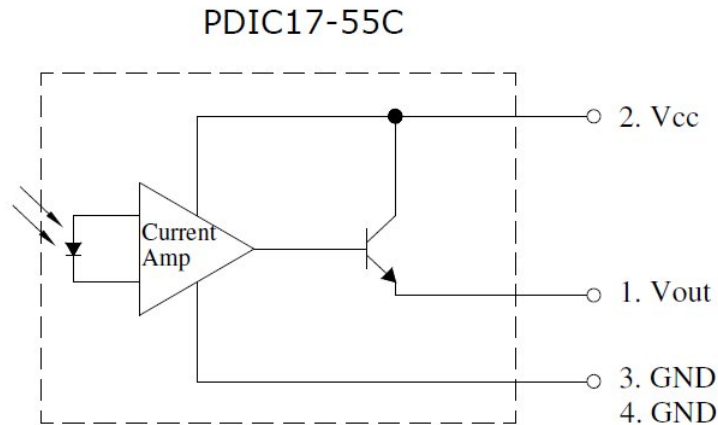 PDIC17-55C
2. Vcc
Current
Amp
1. Vout
3. GND
4. GND